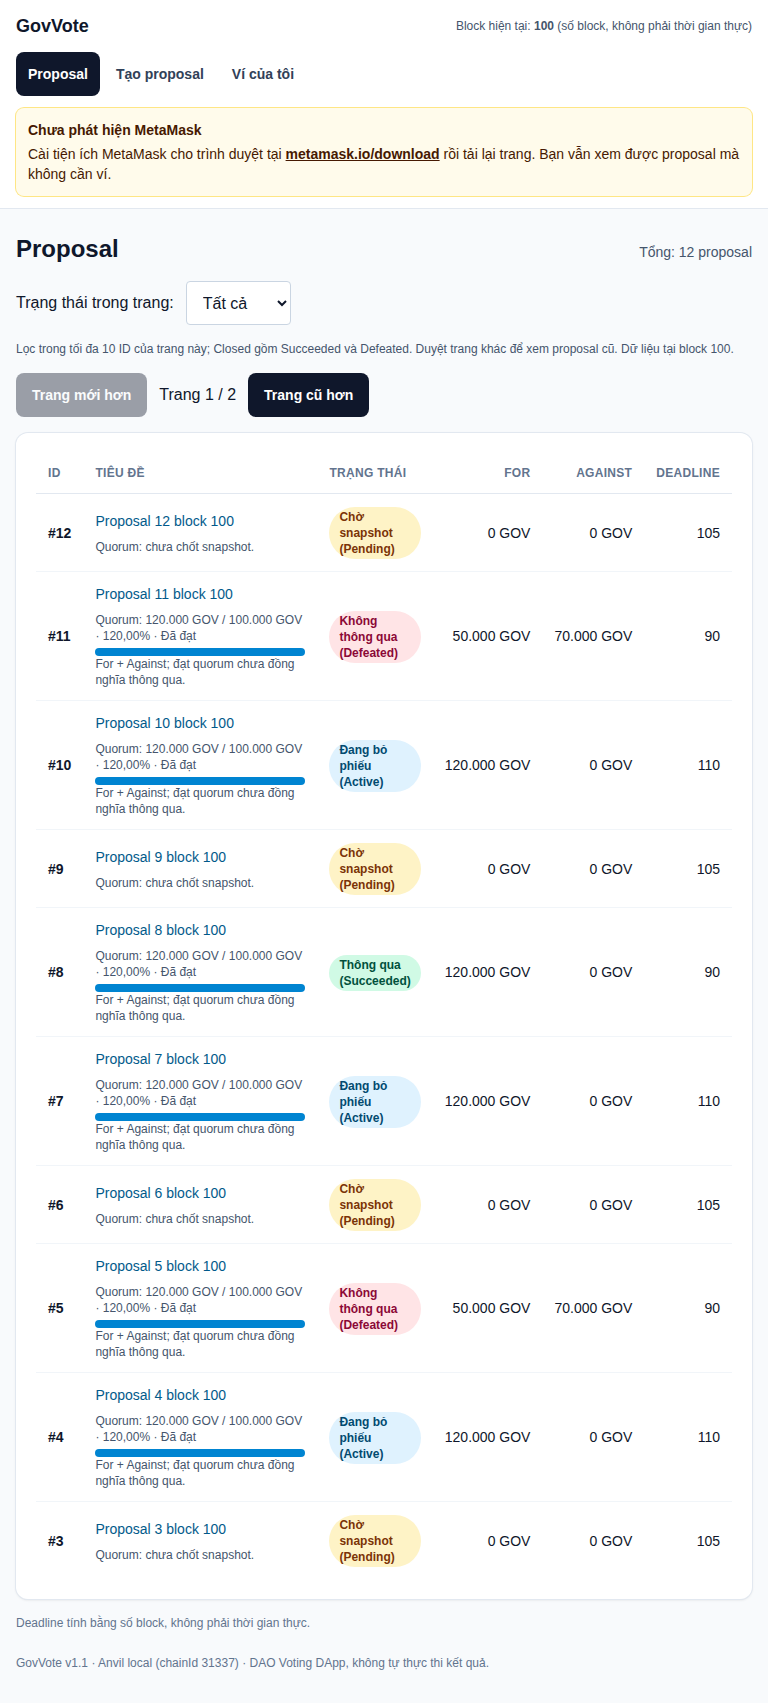 GovVote
Block hiện tại: 100 (số block, không phải thời gian thực)
Proposal
Tạo proposal
Ví của tôi
Chưa phát hiện MetaMask
Cài tiện ích MetaMask cho trình duyệt tại metamask.io/download rồi tải lại trang. Bạn vẫn xem được proposal mà
không cần ví.
Proposal
Tổng: 12 proposal
Trạng thái trong trang:
Tất cả
Lọc trong tối đa 10 ID của trang này; Closed gồm Succeeded và Defeated. Duyệt trang khác để xem proposal cũ. Dữ liệu tại block 100.
Trang mới hơn
Trang 1 / 2
Trang cũ hơn
ID TIÊU ĐỀ TRẠNG THÁI FOR AGAINST DEADLINE
#12
Proposal 12 block 100
Quorum: chưa chốt snapshot.
Chờ
snapshot
(Pending)
0 GOV
0 GOV
105
#11
Proposal 11 block 100
Quorum: 120.000 GOV / 100.000 GOV
· 120,00% · Đã đạt
For + Against; đạt quorum chưa đồng
nghĩa thông qua.
Không
thông qua
(Defeated)
50.000 GOV
70.000 GOV
90
#10
Proposal 10 block 100
Quorum: 120.000 GOV / 100.000 GOV
· 120,00% · Đã đạt
For + Against; đạt quorum chưa đồng
nghĩa thông qua.
Đang bỏ
phiếu
(Active)
120.000 GOV
0 GOV
110
#9
Proposal 9 block 100
Quorum: chưa chốt snapshot.
Chờ
snapshot
(Pending)
0 GOV
0 GOV
105
#8
Proposal 8 block 100
Quorum: 120.000 GOV / 100.000 GOV
· 120,00% · Đã đạt
For + Against; đạt quorum chưa đồng
nghĩa thông qua.
Thông qua
(Succeeded)
120.000 GOV
0 GOV
90
#7
Proposal 7 block 100
Quorum: 120.000 GOV / 100.000 GOV
· 120,00% · Đã đạt
For + Against; đạt quorum chưa đồng
nghĩa thông qua.
Đang bỏ
phiếu
(Active)
120.000 GOV
0 GOV
110
#6
Proposal 6 block 100
Quorum: chưa chốt snapshot.
Chờ
snapshot
(Pending)
0 GOV
0 GOV
105
#5
Proposal 5 block 100
Quorum: 120.000 GOV / 100.000 GOV
· 120,00% · Đã đạt
For + Against; đạt quorum chưa đồng
nghĩa thông qua.
Không
thông qua
(Defeated)
50.000 GOV
70.000 GOV
90
#4
Proposal 4 block 100
Quorum: 120.000 GOV / 100.000 GOV
· 120,00% · Đã đạt
For + Against; đạt quorum chưa đồng
nghĩa thông qua.
Đang bỏ
phiếu
(Active)
120.000 GOV
0 GOV
110
#3
Proposal 3 block 100
Quorum: chưa chốt snapshot.
Chờ
snapshot
(Pending)
0 GOV
0 GOV
105
Deadline tính bằng số block, không phải thời gian thực.
GovVote v1.1 · Anvil local (chainId 31337) · DAO Voting DApp, không tự thực thi kết quả.